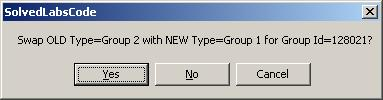 SolvedLabsCode
Swap OLD Type=Group 2 with NEW Type=Group 1 for Group Id=128021?
Yes
No
Cancel